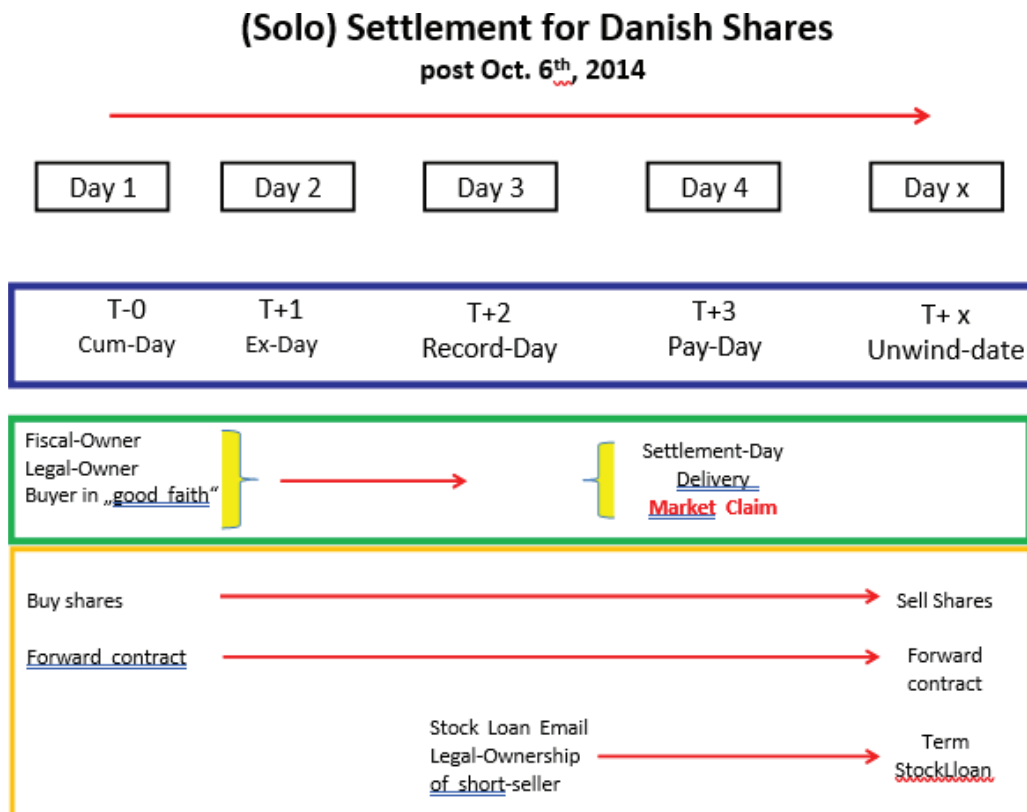 (Solo) Settlement for Danish Shares
post Oct. 6th, 2014
Day 1
Day 2
Day 3
Day 4
Day x
T-0
Cum-Day
T+1
Ex-Day
T+2
Record-Day
T+3
Pay-Day
T+ x
Unwind-date
Fiscal-Owner
Legal-Owner
Buyer in „good faith“
Settlement-Day
Delivery
Market Claim
Buy shares
Sell Shares
Forward contract
Forward
contract
Stock Loan Email
Legal-Ownership
of short-seller
Term
StockLloan